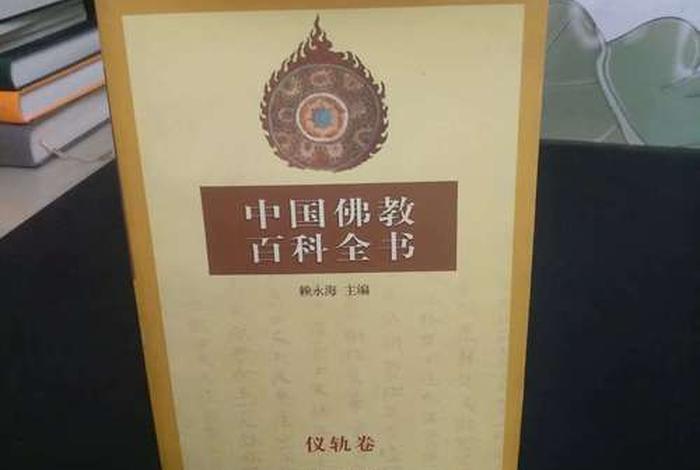 中国佛教
百科全书
赖永海 主编
仪轨卷